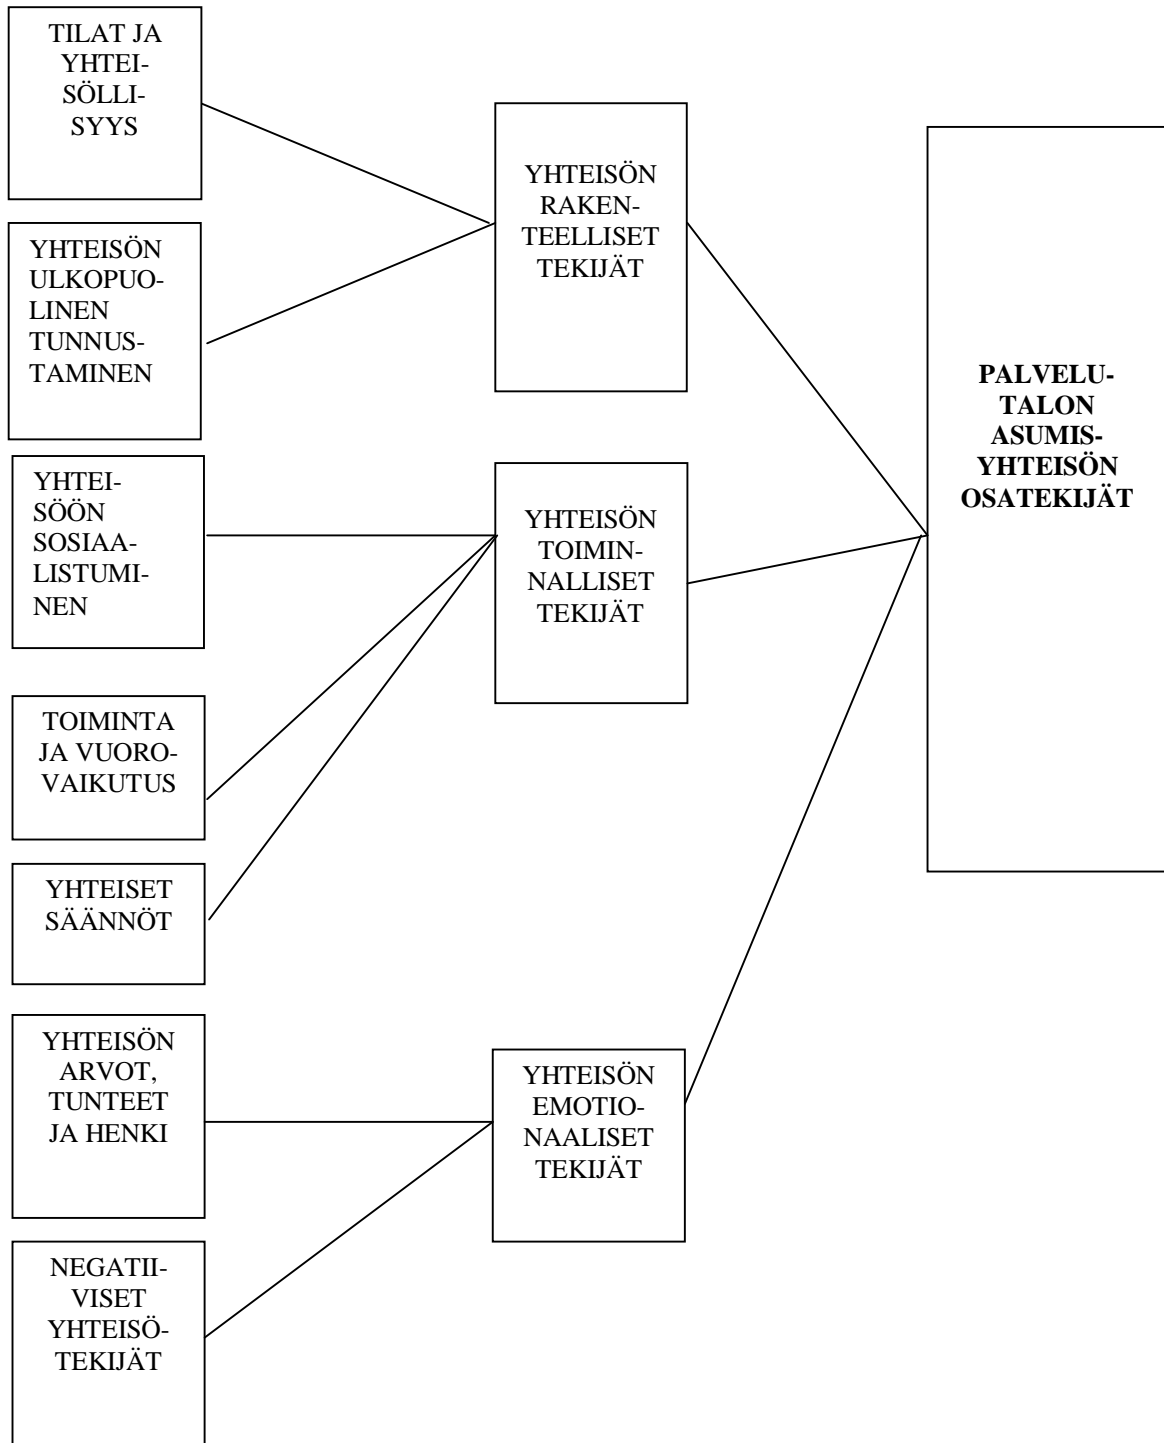 TILAT JA
YHTEI-
SÖLLI-
SYYS
YHTEISÖN
ULKOPUO-
LINEN
TUNNUS-
TAMINEN
YHTEI-
SÖÖN
SOSIAA-
LISTUMI-
NEN
TOIMINTA
JA VUORO-
VAIKUTUS
YHTEISET
SÄÄNNÖT
YHTEISÖN
ARVOT,
TUNTEET
JA HENKI
NEGATII-
VISET
YHTEISÖ-
TEKIJÄT
YHTEISÖN
RAKEN-
TEELLISET
TEKIJÄT
YHTEISÖN
TOIMIN-
NALLISET
TEKIJÄT
YHTEISÖN
EMOTIO-
NAALISET
TEKIJÄT
PALVELU-
TALON
ASUMIS-
YHTEISÖN
OSATEKIJÄT